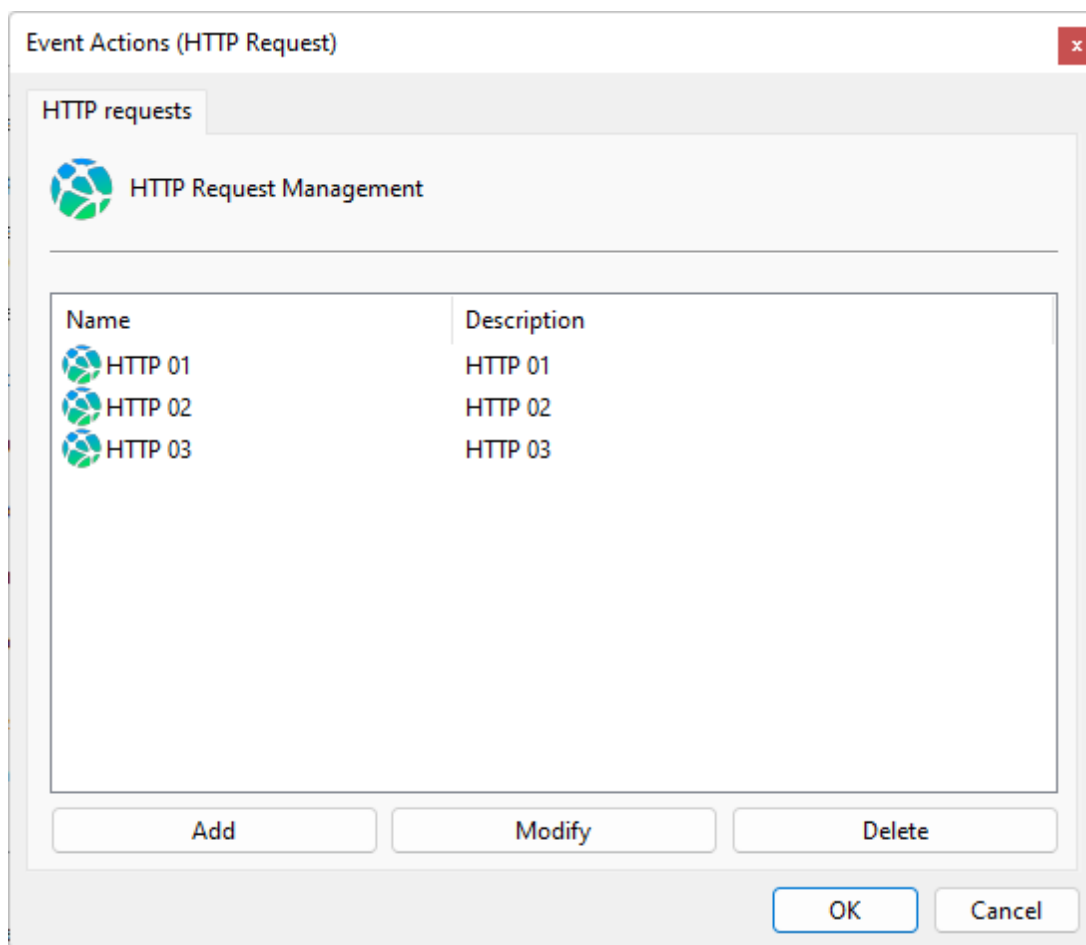 Event Actions (HTTP Request)
x
HTTP requests
HTTP Request Management
Name Description
HTTP 01 HTTP 01
HTTP 02 HTTP 02
HTTP 03 HTTP 03
Add Modify Delete
OK Cancel